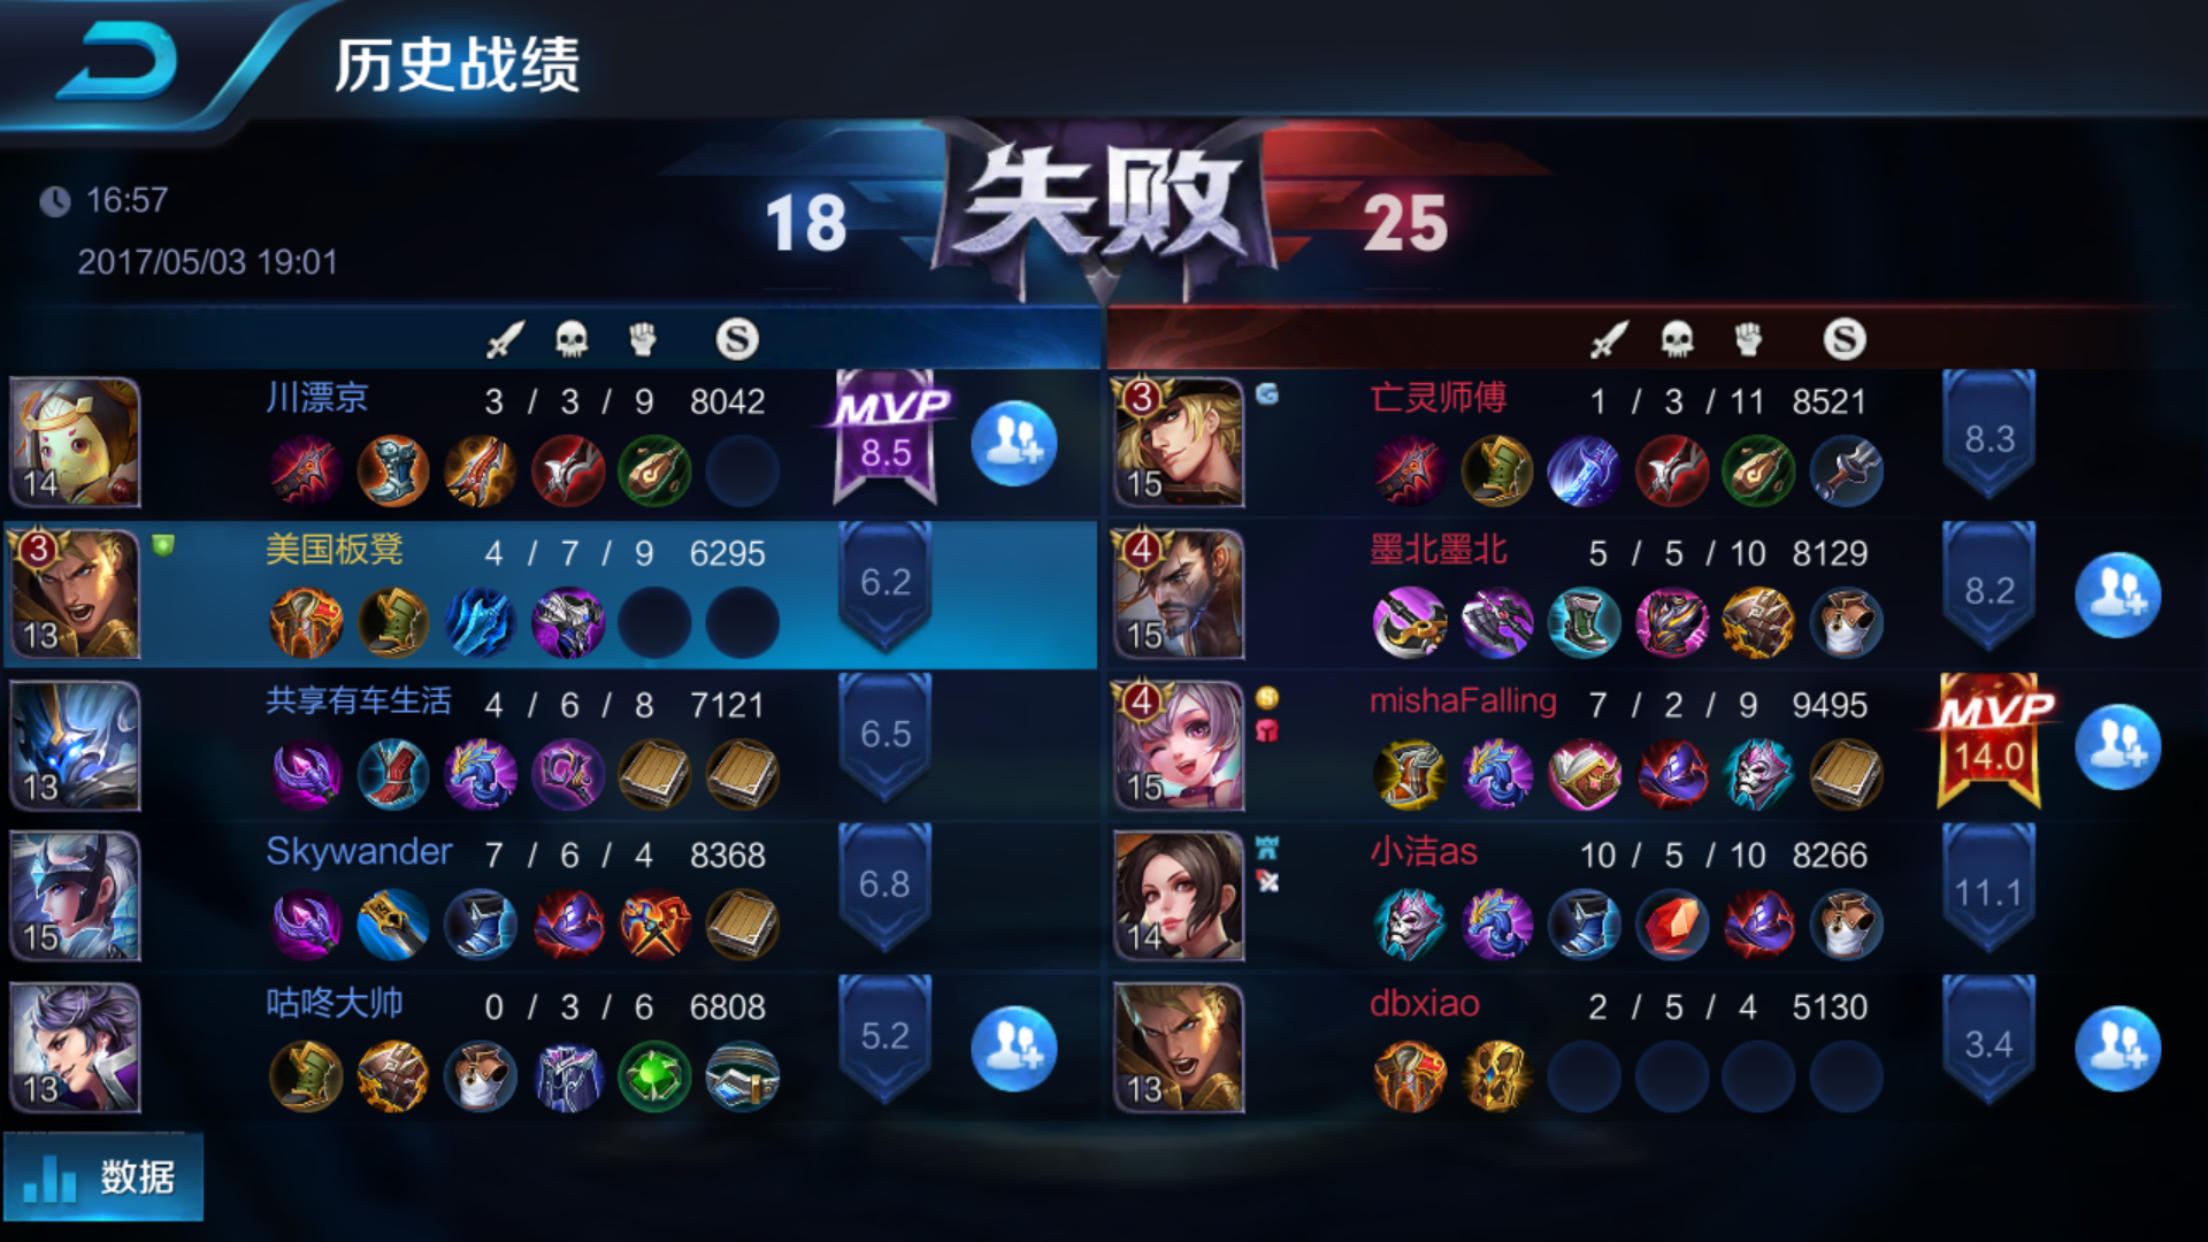 历史战绩
16:57
2017/05/03 19:01
18 失败 25
S S
14 川漂京 3 / 3 / 9 8042 MVP 8.5
3 15 亡灵师傅 1 / 3 / 11 8521 8.3
3 13 美国板凳 4 / 7 / 9 6295 6.2
4 15 墨北墨北 5 / 5 / 10 8129 8.2
13 共享有车生活 4 / 6 / 8 7121 6.5
4 15 mishaFalling 7 / 2 / 9 9495 MVP 14.0
15 Skywander 7 / 6 / 4 8368 6.8
14 小洁as 10 / 5 / 10 8266 11.1
13 咕咚大帅 0 / 3 / 6 6808 5.2
13 dbxiao 2 / 5 / 4 5130 3.4
数据